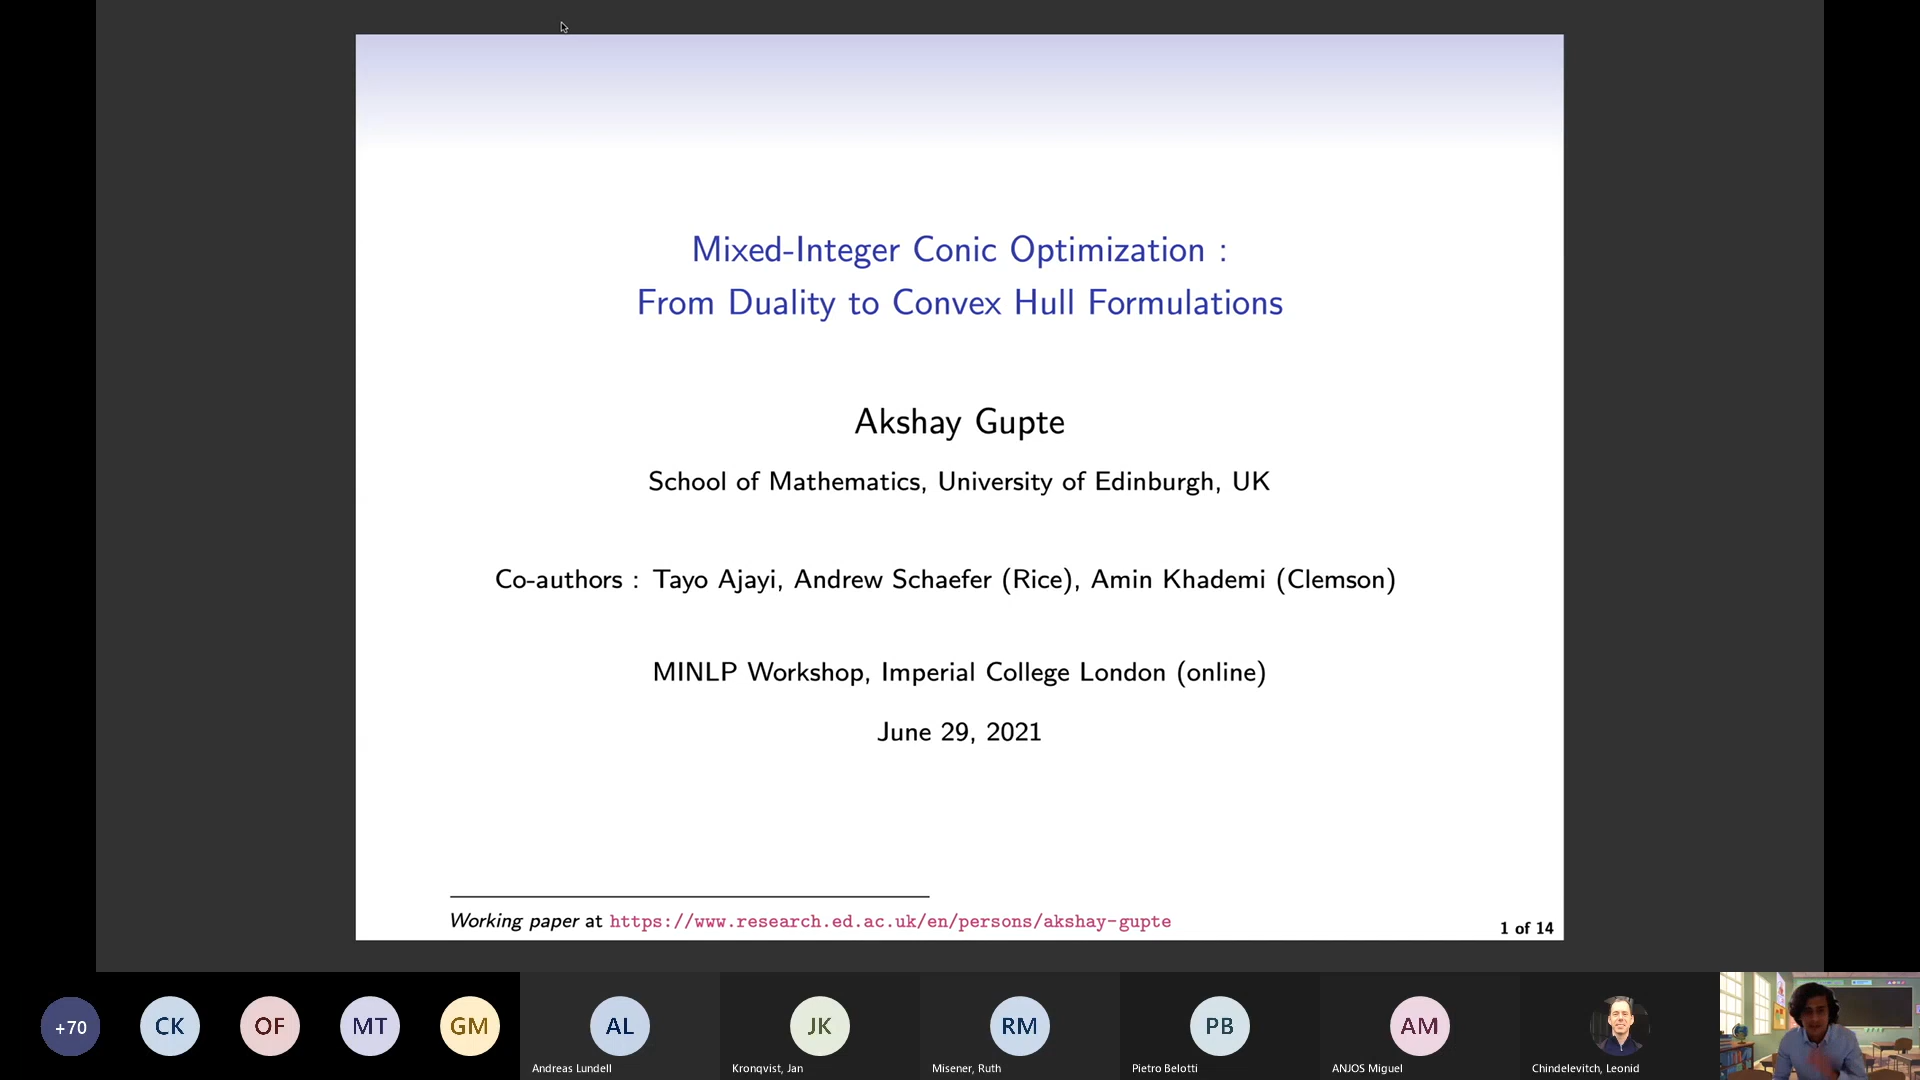 Mixed-Integer Conic Optimization :
From Duality to Convex Hull Formulations
Akshay Gupte
School of Mathematics, University of Edinburgh, UK
Co-authors : Tayo Ajayi, Andrew Schaefer (Rice), Amin Khademi (Clemson)
MINLP Workshop, Imperial College London (online)
June 29, 2021
Working paper at https://www.research.ed.ac.uk/en/persons/akshay-gupte
1 of 14
+70
CK
OF
MT
GM
AL
JK
RM
PB
AM
Andreas Lundell
Kronqvist, Jan
Misener, Ruth
Pietro Belotti
ANJOS Miguel
Chindelevitch, Leonid